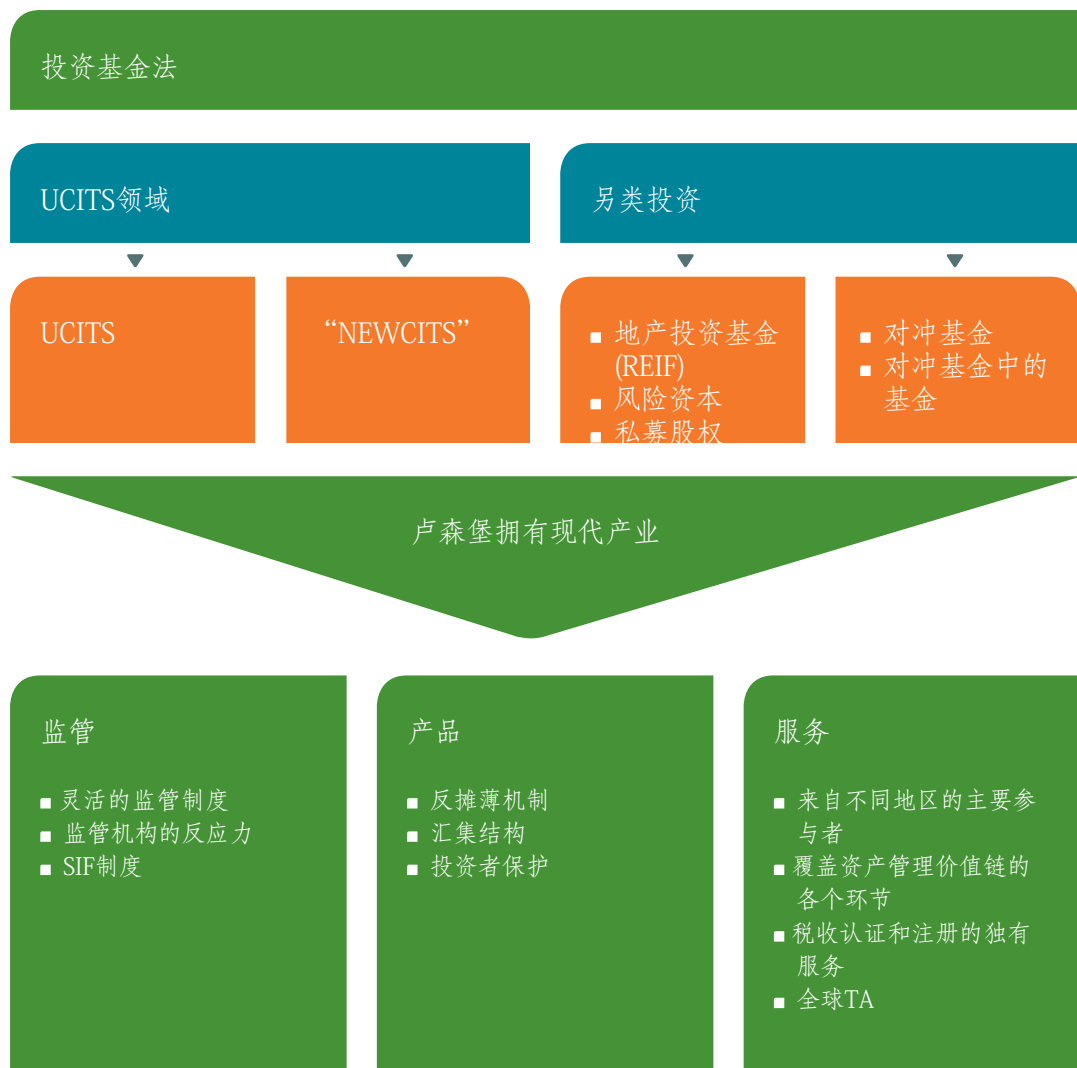 投资基金法
UCITS领域
另类投资
UCITS
“NEWCITS”
地产投资基金
(REIF)
风险资本
私募股权
对冲基金
对冲基金中的
基金
卢森堡拥有现代产业
监管
灵活的监管制度
监管机构的反应力
SIF制度
产品
反摊薄机制
汇集结构
投资者保护
服务
来自不同地区的主要参
与者
覆盖资产管理价值链的
各个环节
税收认证和注册的独有
服务
全球TA